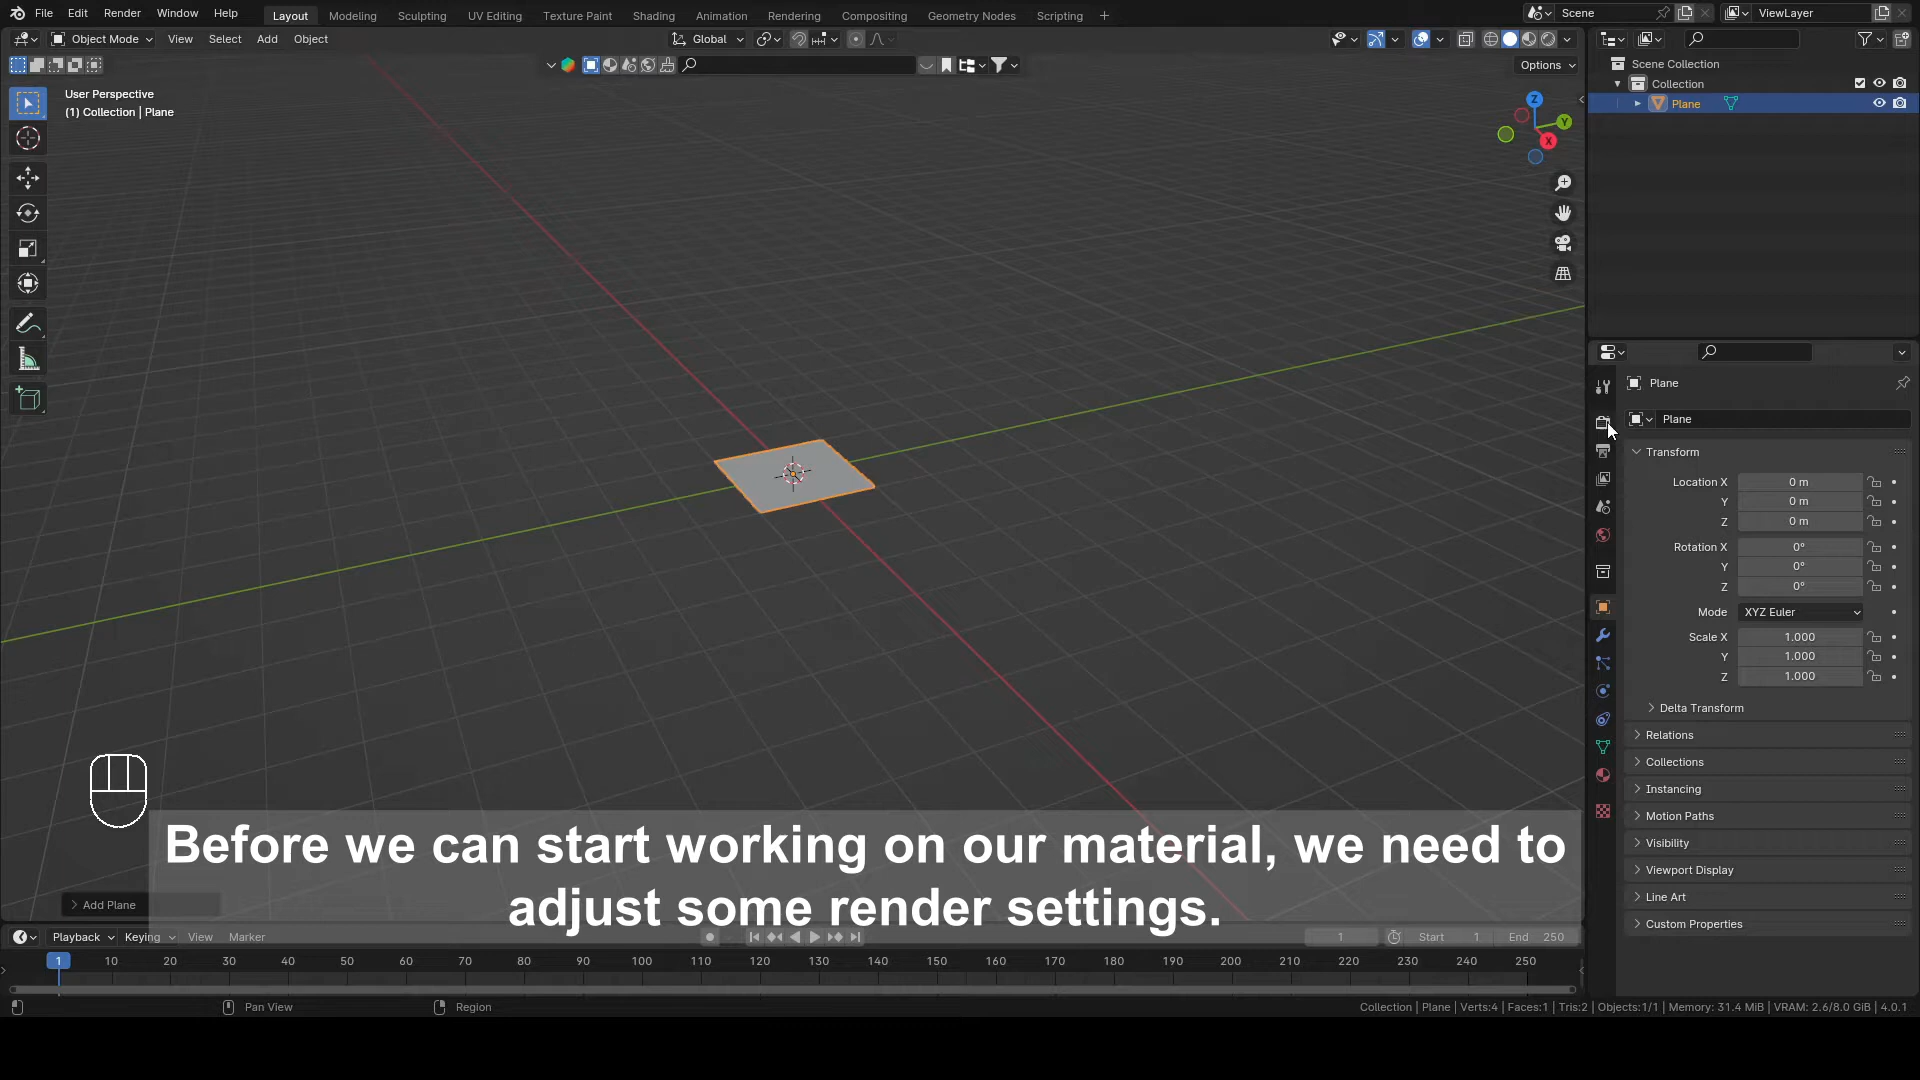 File Edit Render Window Help Layout Modeling Sculpting UV Editing Texture Paint Shading Animation Rendering Compositing Geometry Nodes Scripting + Scene ViewLayer
Object Mode View Select Add Object Global
Options
User Perspective
(1) Collection | Plane
Z
Y
X
Scene Collection
Collection
Plane
Plane
Plane
Transform
Location X 0 m
Y 0 m
Z 0 m
Rotation X 0°
Y 0°
Z 0°
Mode XYZ Euler
Scale X 1.000
Y 1.000
Z 1.000
Delta Transform
Relations
Collections
Instancing
Motion Paths
Visibility
Viewport Display
Line Art
Custom Properties
Before we can start working on our material, we need to
adjust some render settings.
Add Plane
Playback Keying View Marker 1 Start 1 End 250
1 10 20 30 40 50 60 70 80 90 100 110 120 130 140 150 160 170 180 190 200 210 220 230 240 250
Pan View Region Collection | Plane | Verts:4 | Faces:1 | Tris:2 | Objects:1/1 | Memory: 31.4 MiB | VRAM: 2.6/8.0 GiB | 4.0.1